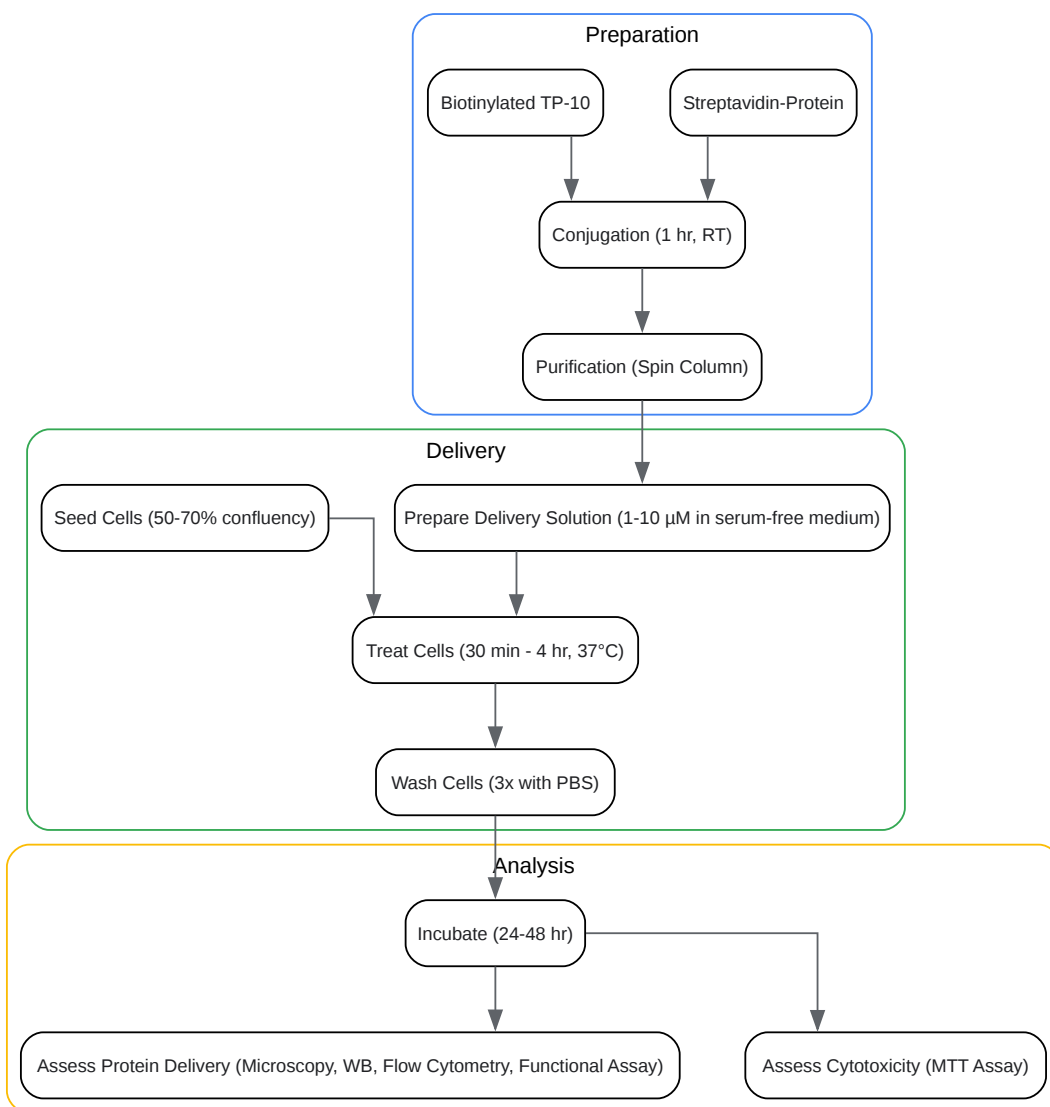 Preparation
Biotinylated TP-10
Streptavidin-Protein
Conjugation (1 hr, RT)
Purification (Spin Column)
Delivery
Seed Cells (50-70% confluency)
Prepare Delivery Solution (1-10 µM in serum-free medium)
Treat Cells (30 min - 4 hr, 37°C)
Wash Cells (3x with PBS)
Analysis
Incubate (24-48 hr)
Assess Protein Delivery (Microscopy, WB, Flow Cytometry, Functional Assay)
Assess Cytotoxicity (MTT Assay)